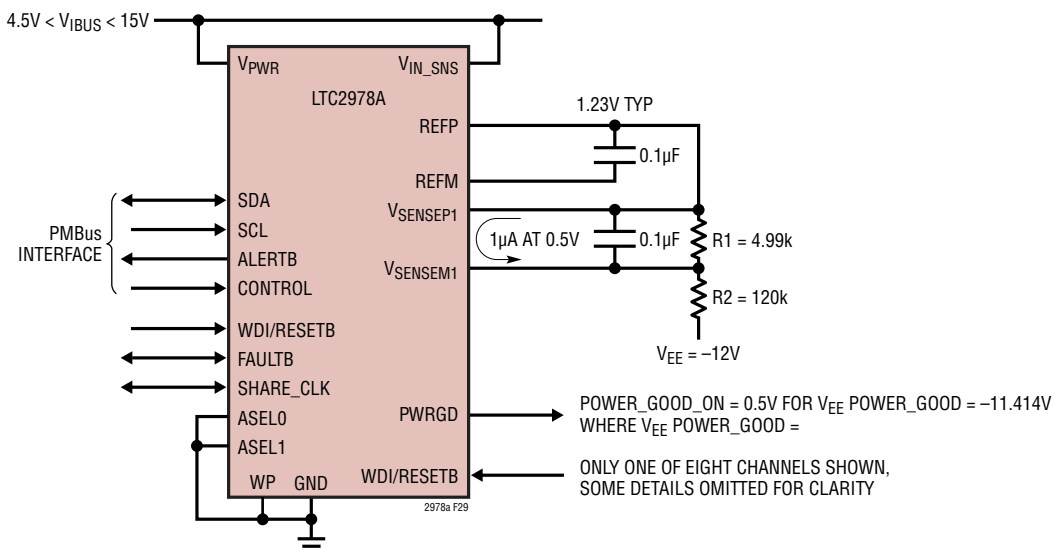 4.5V < VIBUS < 15V
VPWR
VIN_SNS
LTC2978A
1.23V TYP
REFP
0.1µF
REFM
SDA
VSENSEP1
PMBus
INTERFACE
SCL
1µA AT 0.5V
0.1µF
R1 = 4.99k
ALERTB
VSENSEM1
CONTROL
R2 = 120k
WDI/RESETB
FAULTB
VEE = –12V
SHARE_CLK
ASEL0
PWRGD
POWER_GOOD_ON = 0.5V FOR VEE POWER_GOOD = –11.414V
WHERE VEE POWER_GOOD =
ASEL1
WP
GND
WDI/RESETB
ONLY ONE OF EIGHT CHANNELS SHOWN,
SOME DETAILS OMITTED FOR CLARITY
2978a F29